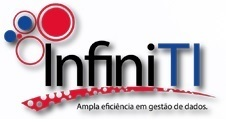 InfiniTI
Ampla eficiência em gestão de dados.